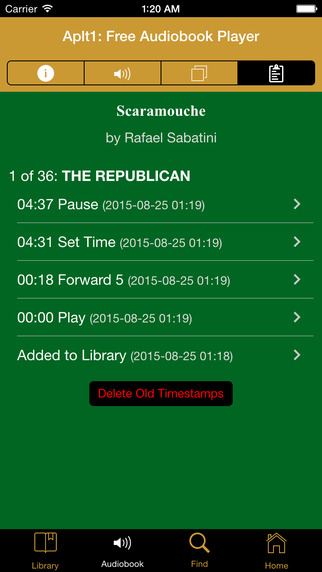 Carrier 1:20 AM
Aplt1: Free Audiobook Player
Scaramouche
by Rafael Sabatini
1 of 36: THE REPUBLICAN
04:37 Pause (2015-08-25 01:19)
04:31 Set Time (2015-08-25 01:19)
00:18 Forward 5 (2015-08-25 01:19)
00:00 Play (2015-08-25 01:19)
Added to Library (2015-08-25 01:18)
Delete Old Timestamps
Library Audiobook Find Home